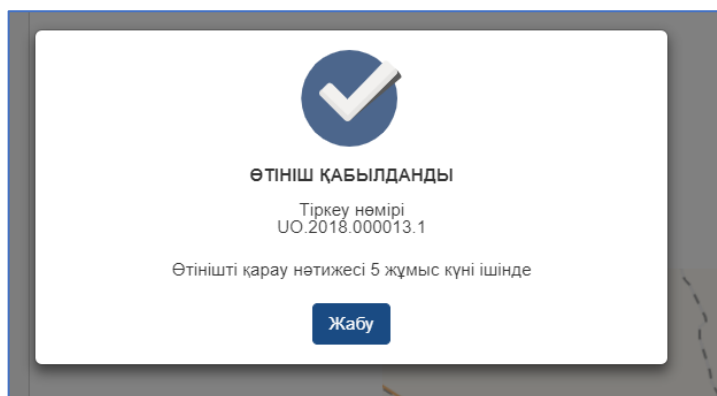 ӨТІНІШ ҚАБЫЛДАНДЫ
Тіркеу нөмірі
UO.2018.000013.1
Өтінішті қарау нәтижесі 5 жұмыс күні ішінде
Жабу